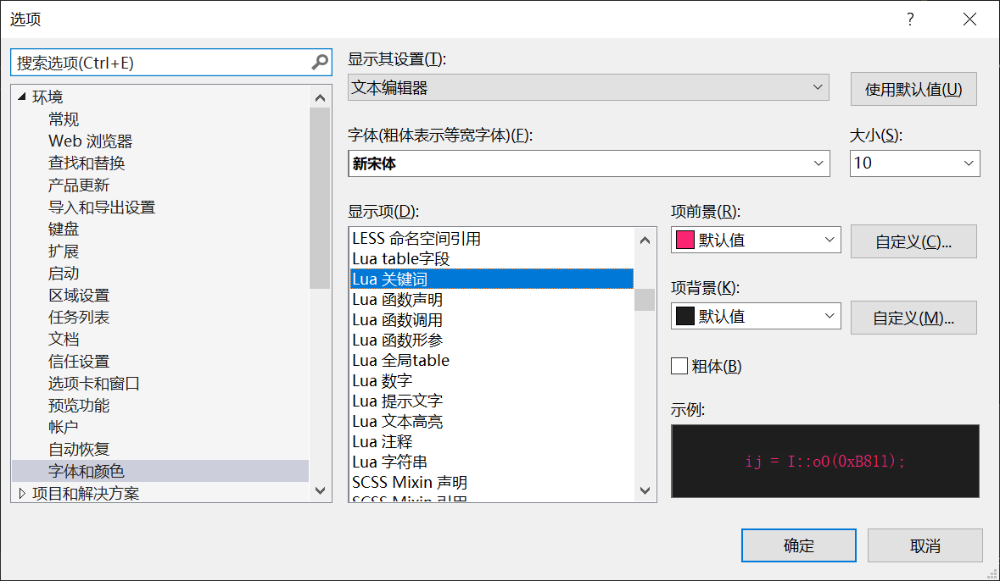 选项
?
搜索选项(Ctrl+E)
环境
常规
Web 浏览器
查找和替换
产品更新
导入和导出设置
键盘
扩展
启动
区域设置
任务列表
文档
信任设置
选项卡和窗口
预览功能
帐户
自动恢复
字体和颜色
项目和解决方案
显示其设置(T):
文本编辑器
使用默认值(U)
字体(粗体表示等宽字体)(F):
新宋体
大小(S):
10
显示项(D):
LESS 命名空间引用
Lua table字段
Lua 关键词
Lua 函数声明
Lua 函数调用
Lua 函数形参
Lua 全局table
Lua 数字
Lua 提示文字
Lua 文本高亮
Lua 注释
Lua 字符串
SCSS Mixin 声明
SCSS Mixin 引用
项前景(R):
默认值
自定义(C)...
项背景(K):
默认值
自定义(M)...
粗体(B)
示例:
ij = I::oO(0xB81l);
确定
取消